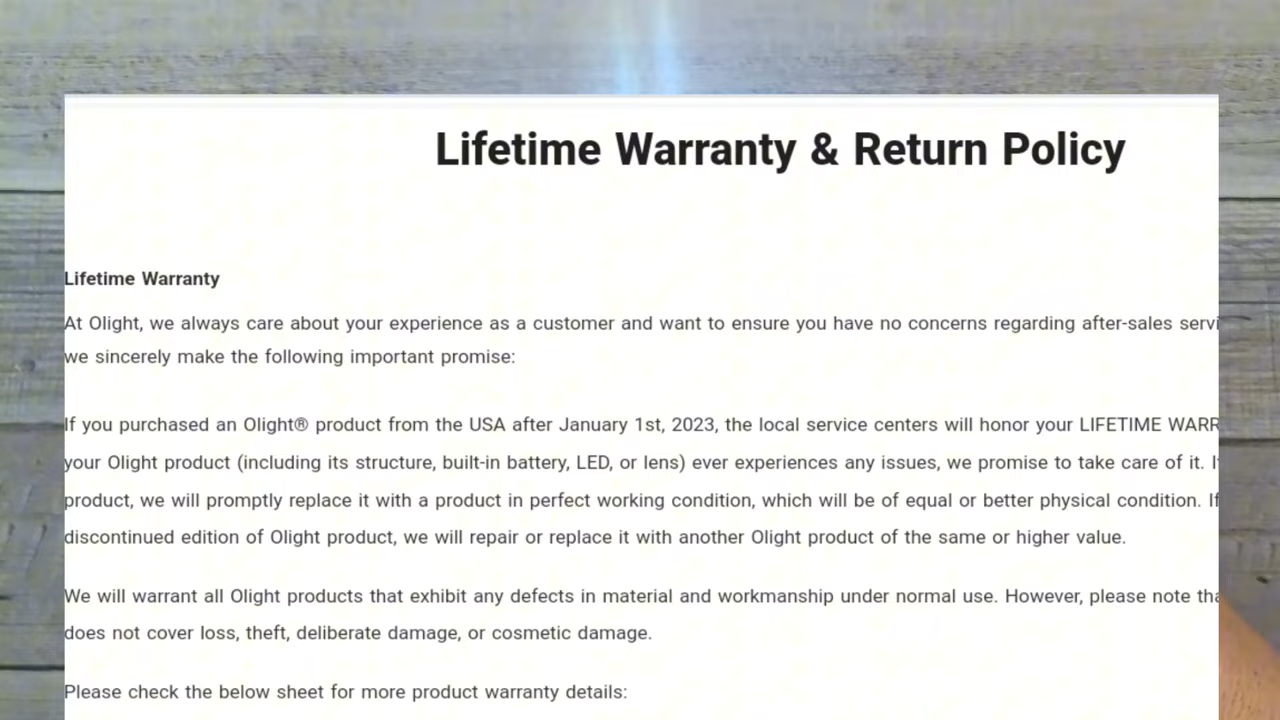 Lifetime Warranty & Return Policy
Lifetime Warranty
At Olight, we always care about your experience as a customer and want to ensure you have no concerns regarding after-sales
we sincerely make the following important promise:
If you purchased an Olight® product from the USA after January 1st, 2023, the local service centers will honor your LIFETIME
your Olight product (including its structure, built-in battery, LED, or lens) ever experiences any issues, we promise to take care of it.
product, we will promptly replace it with a product in perfect working condition, which will be of equal or better physical condition. If
discontinued edition of Olight product, we will repair or replace it with another Olight product of the same or higher value.
We will warrant all Olight products that exhibit any defects in material and workmanship under normal use. However, please note
does not cover loss, theft, deliberate damage, or cosmetic damage.
Please check the below sheet for more product warranty details: